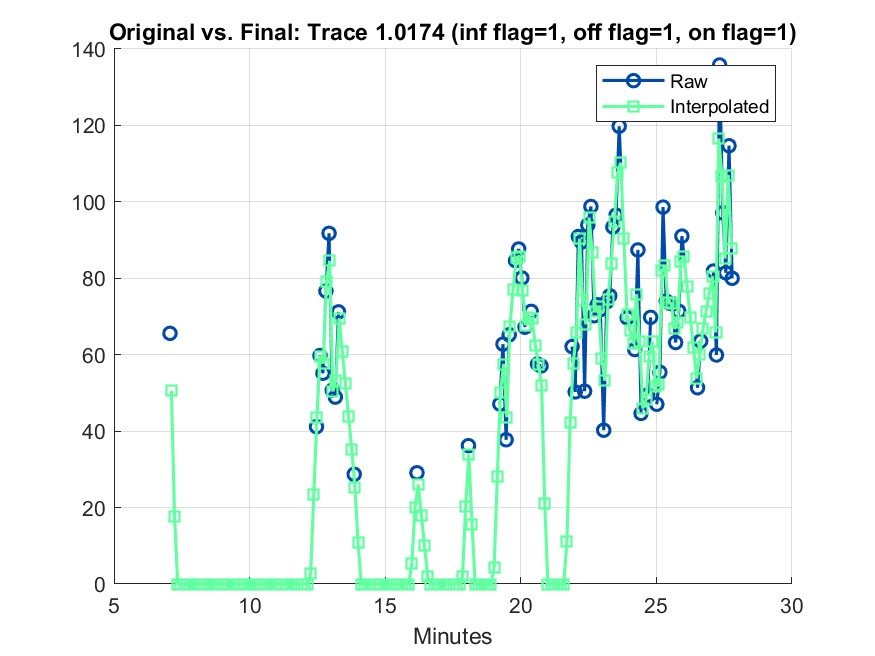 Original vs. Final: Trace 1.0174 (inf flag=1, off flag=1, on flag=1)
140
120
100
80
60
40
20
0
Raw
Interpolated
5 10 15 20 25 30
Minutes